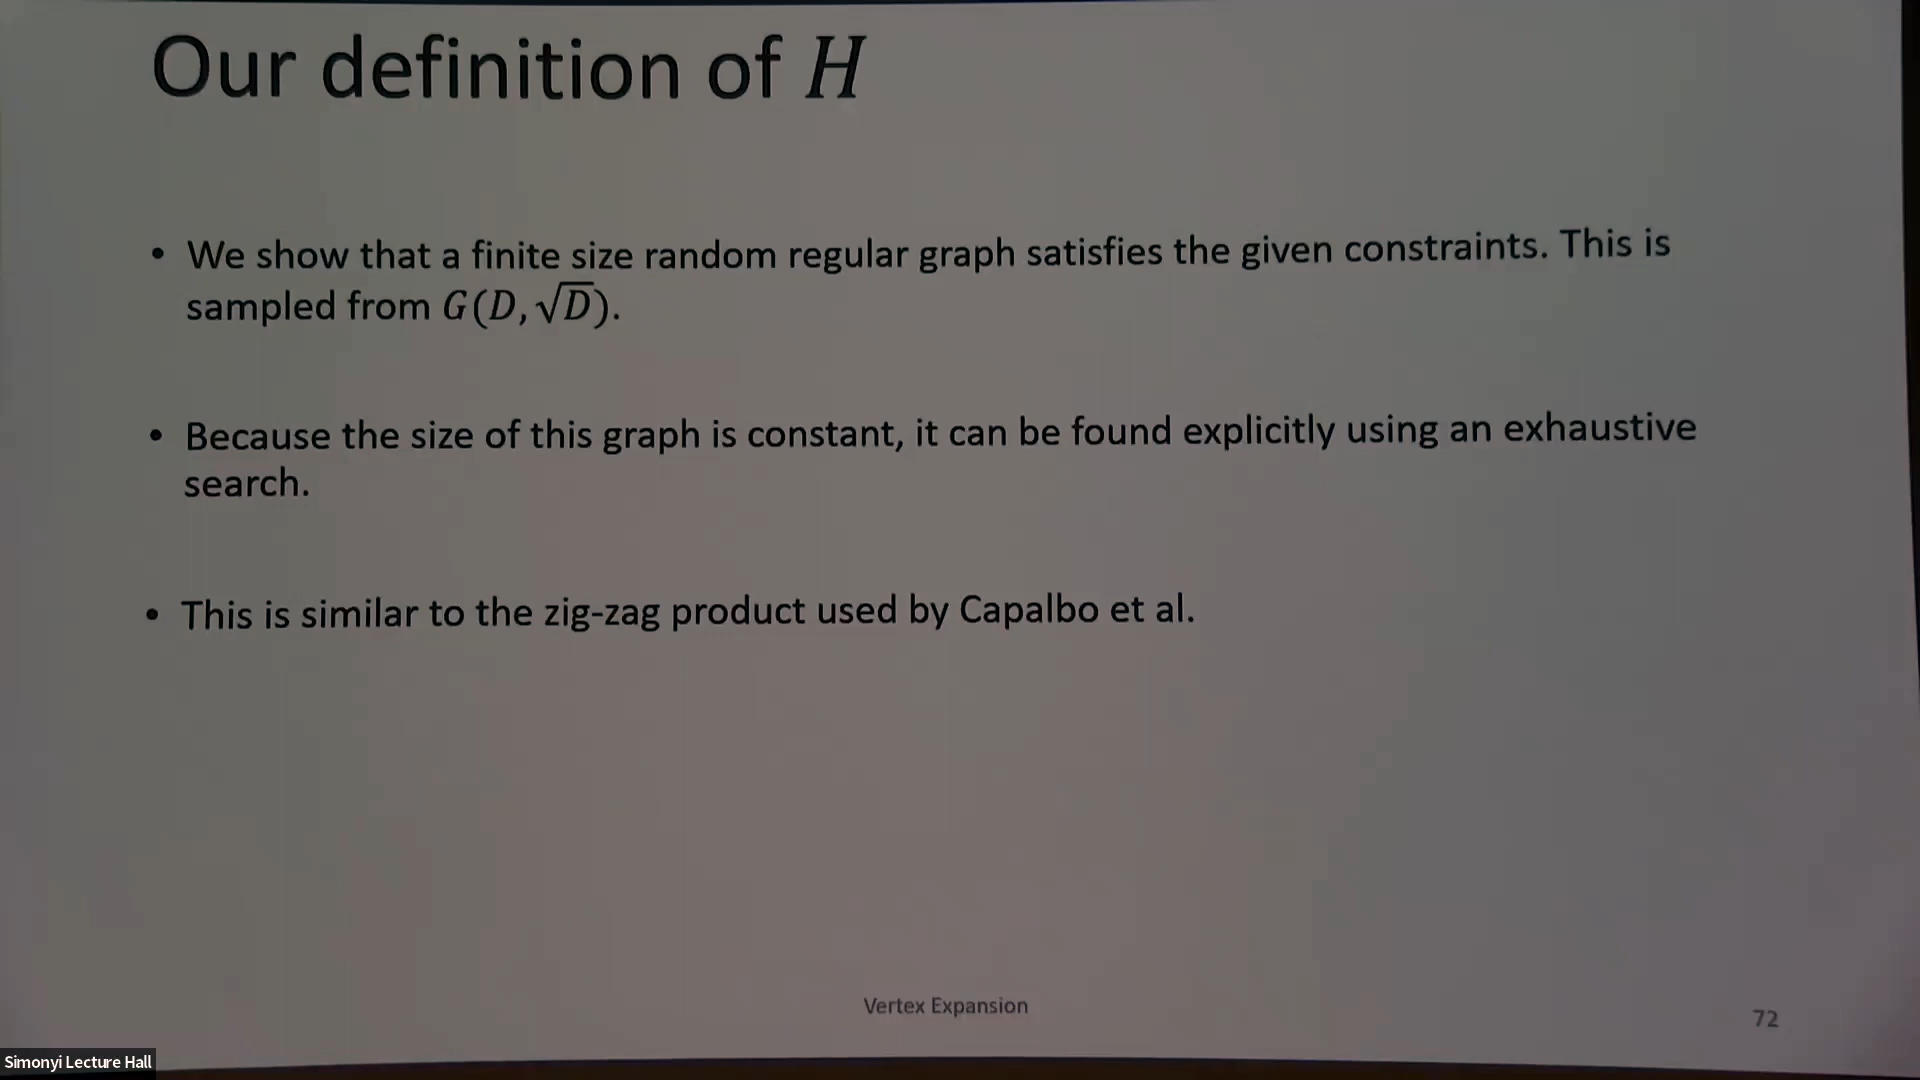 Our definition of H
• We show that a finite size random regular graph satisfies the given constraints. This is
sampled from G(D, √D).
• Because the size of this graph is constant, it can be found explicitly using an exhaustive
search.
• This is similar to the zig-zag product used by Capalbo et al.
Vertex Expansion
72
Simonyi Lecture Hall